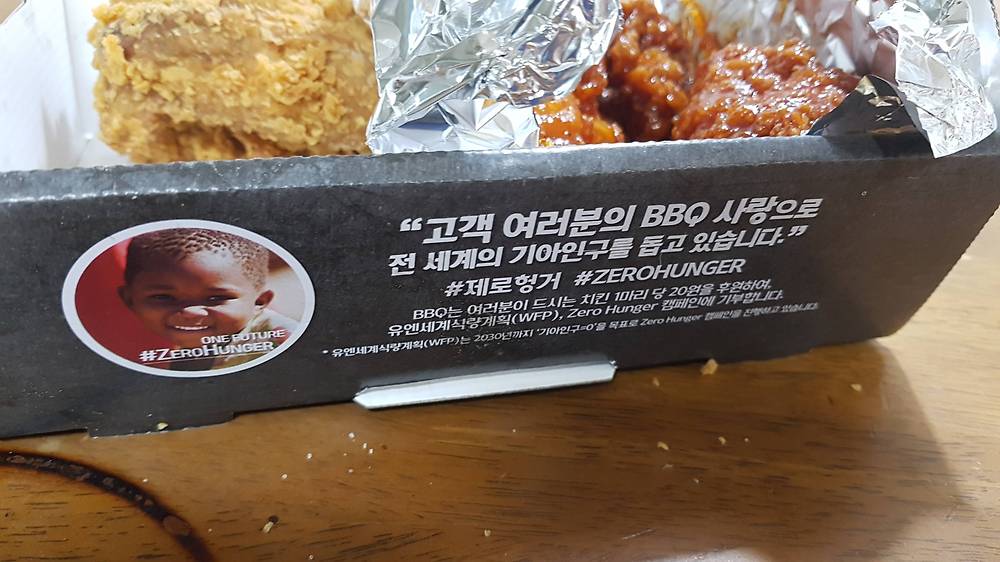 “고객 여러분의 BBQ 사랑으로
전 세계의 기아인구를 돕고 있습니다.”
#제로헝거 #ZEROHUNGER
BBQ는 여러분이 드시는 치킨 1마리 당 20원을 후원하여,
유엔세계식량계획(WFP), Zero Hunger 캠페인에 기부합니다.
* 유엔세계식량계획(WFP)는 2030년까지 '기아인구=0'을 목표로 Zero Hunger 캠페인을 진행하고 있습니다.
ONE FUTURE
#ZEROHUNGER